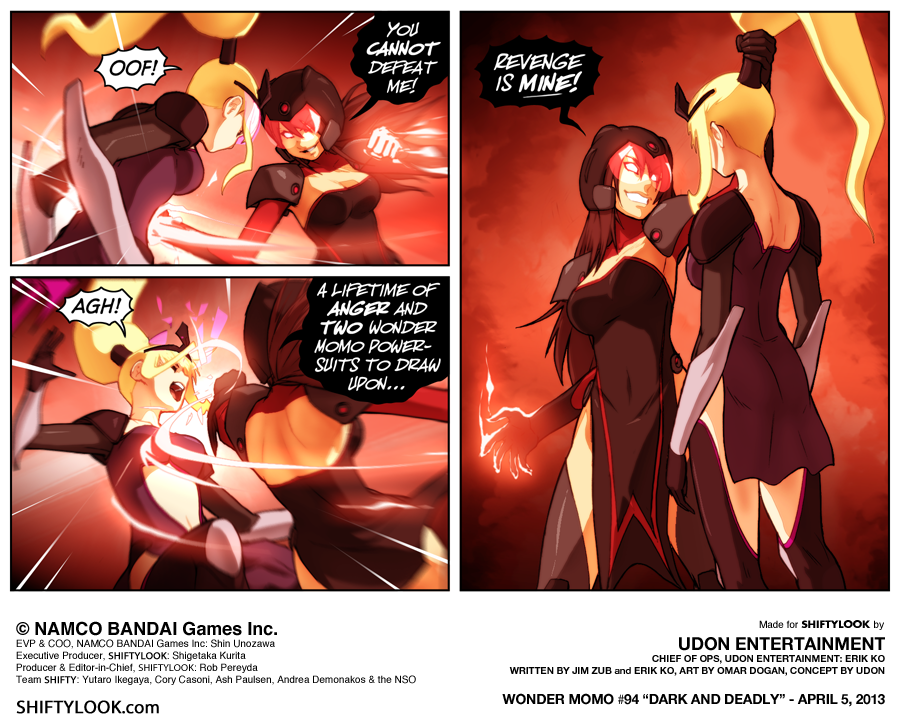 OOF!
YOU
CANNOT
DEFEAT
ME!
AGH!
A LIFETIME OF
ANGER AND
TWO WONDER
MOMO POWER-
SUITS TO DRAW
UPON...
REVENGE
IS MINE!
© NAMCO BANDAI Games Inc.
EVP & COO, NAMCO BANDAI Games Inc: Shin Unozawa
Executive Producer, SHIFTYLOOK: Shigetaka Kurita
Producer & Editor-in-Chief, SHIFTYLOOK: Rob Pereyda
Team SHIFTY: Yutaro Ikegaya, Cory Casoni, Ash Paulsen, Andrea Demonakos & the NSO
SHIFTYLOOK.com
Made for SHIFTYLOOK by
UDON ENTERTAINMENT
CHIEF OF OPS, UDON ENTERTAINMENT: ERIK KO
WRITTEN BY JIM ZUB and ERIK KO, ART BY OMAR DOGAN, CONCEPT BY UDON
WONDER MOMO #94 “DARK AND DEADLY” - APRIL 5, 2013